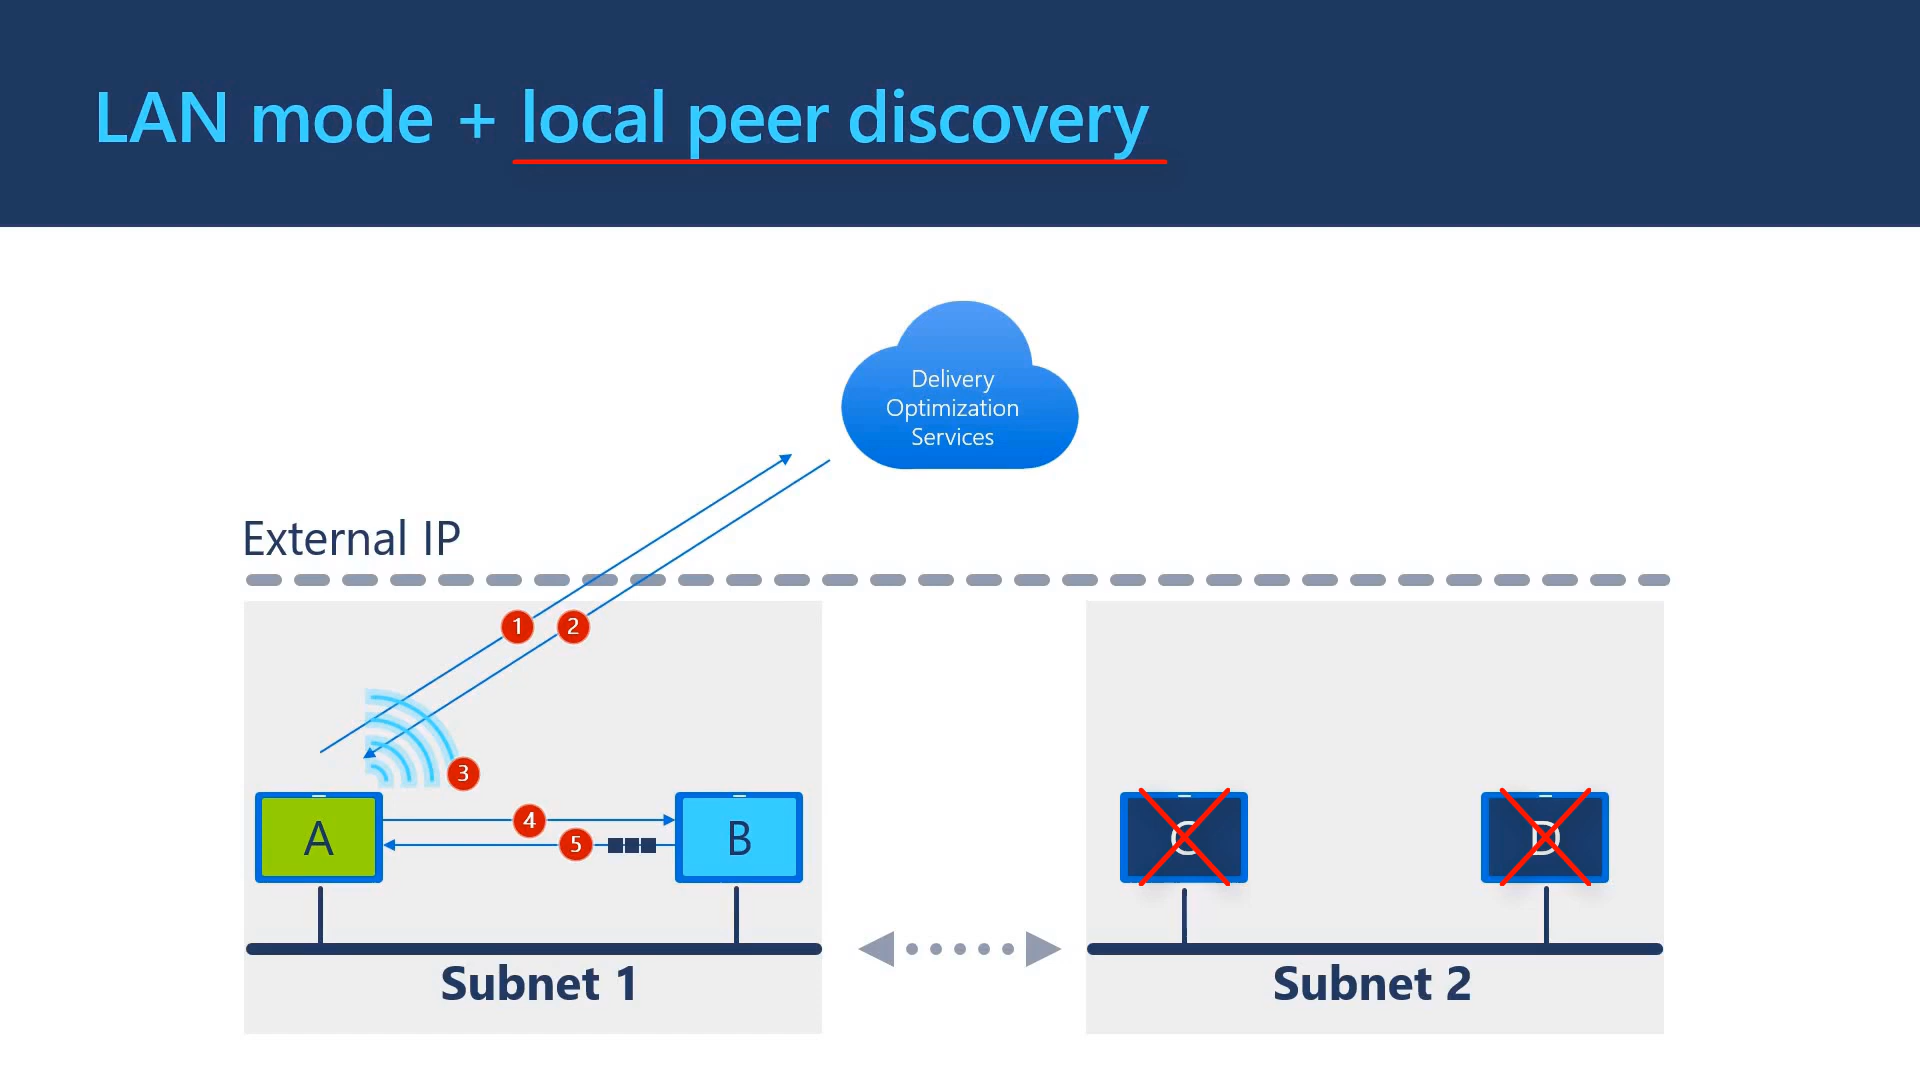 LAN mode + local peer discovery
Delivery
Optimization
Services
External IP
1
2
3
4
5
A
B
C
D
Subnet 1
Subnet 2